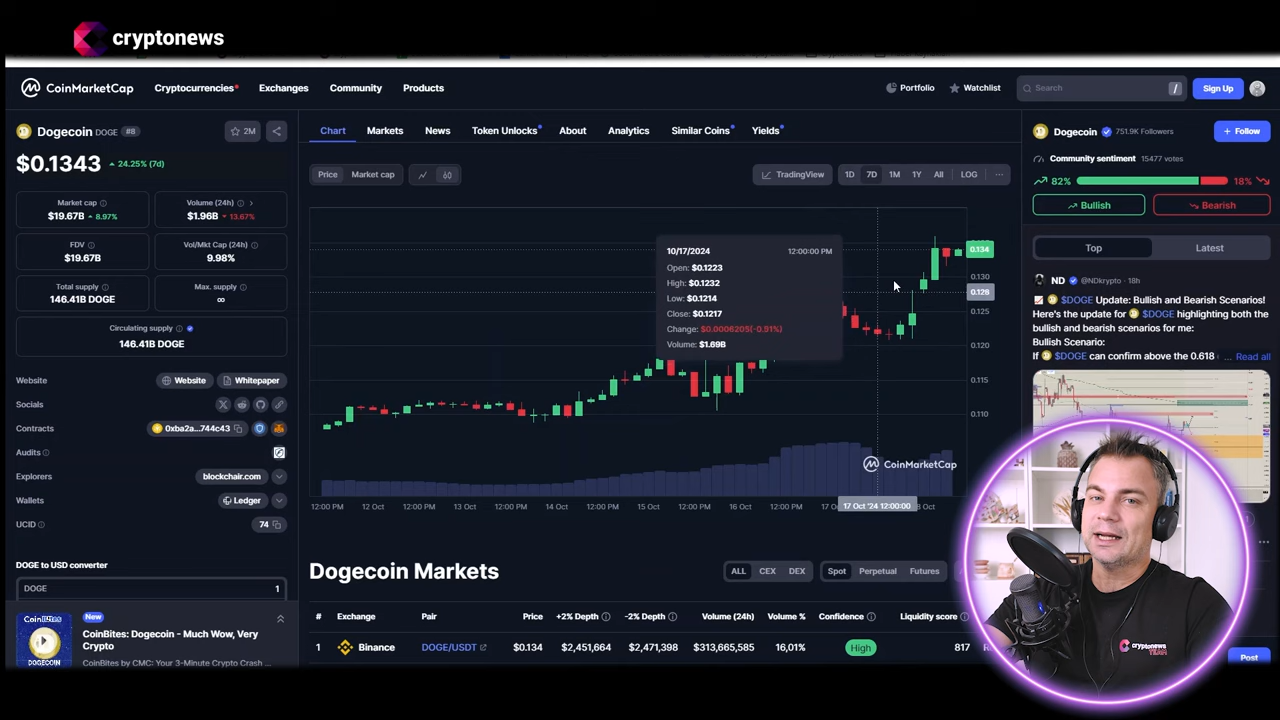 cryptonews
CoinMarketCap
Cryptocurrencies
Exchanges
Community
Products
Portfolio
Watchlist
Search
/
Sign Up
Dogecoin DOGE #8
2M
$0.1343
24.25% (7d)
Market cap
$19.67B 8.97%
Volume (24h)
$1.96B 13.67%
FDV
$19.67B
Vol/Mkt Cap (24h)
9.98%
Total supply
146.41B DOGE
Max. supply
∞
Circulating supply
146.41B DOGE
Website
Website
Whitepaper
Socials
Contracts
0xba2a...744c43
Audits
Explorers
blockchair.com
Wallets
Ledger
UCID
74
DOGE to USD converter
DOGE
1
CoinBites
DOGECOIN
New
CoinBites: Dogecoin - Much Wow, Very
Crypto
CoinBites by CMC: Your 3-Minute Crypto Crash ...
Chart
Markets
News
Token Unlocks
About
Analytics
Similar Coins
Yields
Price
Market cap
TradingView
1D
7D
1M
1Y
All
LOG
...
10/17/2024
12:00:00 PM
Open: $0.1223
High: $0.1232
Low: $0.1214
Close: $0.1217
Change: $0.0006205(-0.91%)
Volume: $1.69B
0.134
0.130
0.128
0.125
0.120
0.115
0.110
CoinMarketCap
12:00 PM
12 Oct
12:00 PM
13 Oct
12:00 PM
14 Oct
12:00 PM
15 Oct
12:00 PM
16 Oct
12:00 PM
17 Oct '24 12:00:00
Dogecoin Markets
ALL
CEX
DEX
Spot
Perpetual
Futures
#
Exchange
Pair
Price
+2% Depth
-2% Depth
Volume (24h)
Volume %
Confidence
Liquidity score
1
Binance
DOGE/USDT
$0.134
$2,451,664
$2,471,398
$313,665,585
16,01%
High
817
Dogecoin
751.9K Followers
+ Follow
Community sentiment 15477 votes
82%
18%
Bullish
Bearish
Top
Latest
ND @NDkrypto · 18h
$DOGE Update: Bullish and Bearish Scenarios!
Here's the update for $DOGE highlighting both the
bullish and bearish scenarios for me:
Bullish Scenario:
If $DOGE can confirm above the 0.618 ... Read all
cryptonews
TEAM
Post